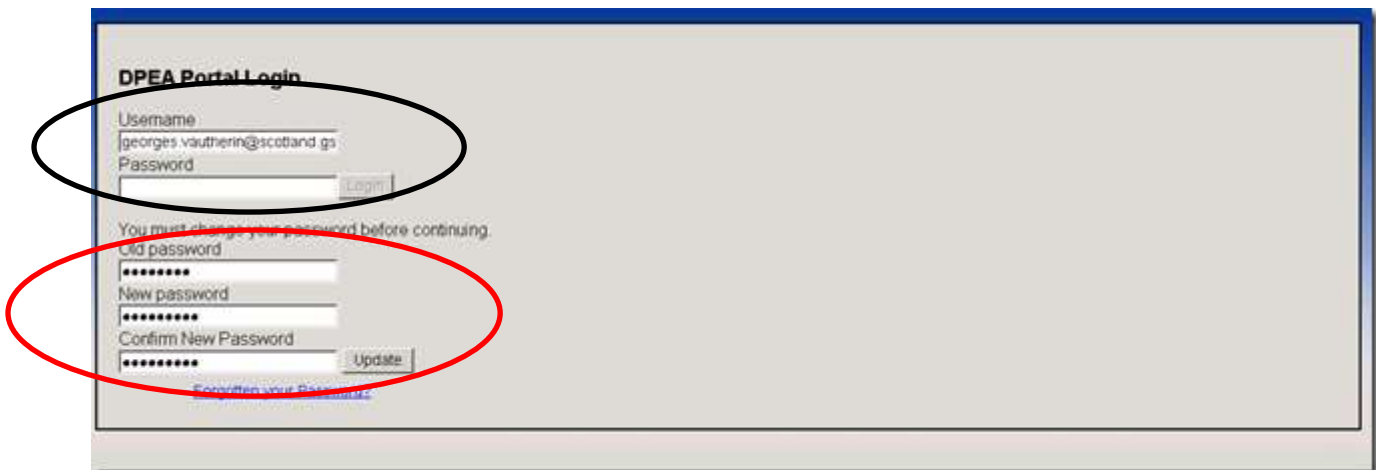 DPEA Portal Login
Username
georges.vautherin@scotland.gs
Password
Login
You must change your password before continuing.
Old password
••••••••
New password
•••••••••
Confirm New Password
••••••••• Update
Forgotten your Password?